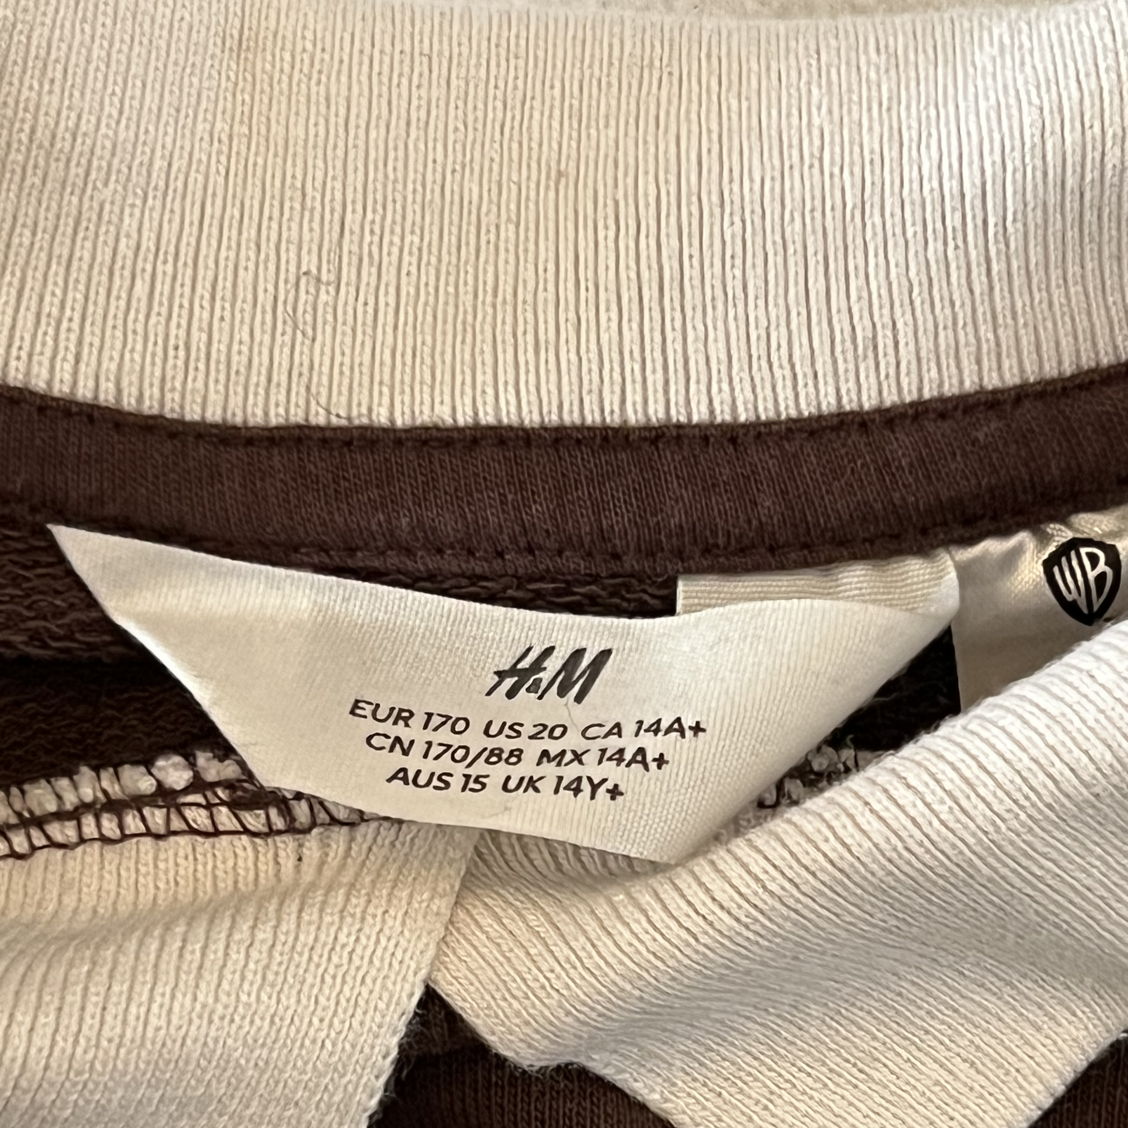 H&M
EUR 170 US 20 CA 14A+
CN 170/88 MX 14A+
AUS 15 UK 14Y+
WB